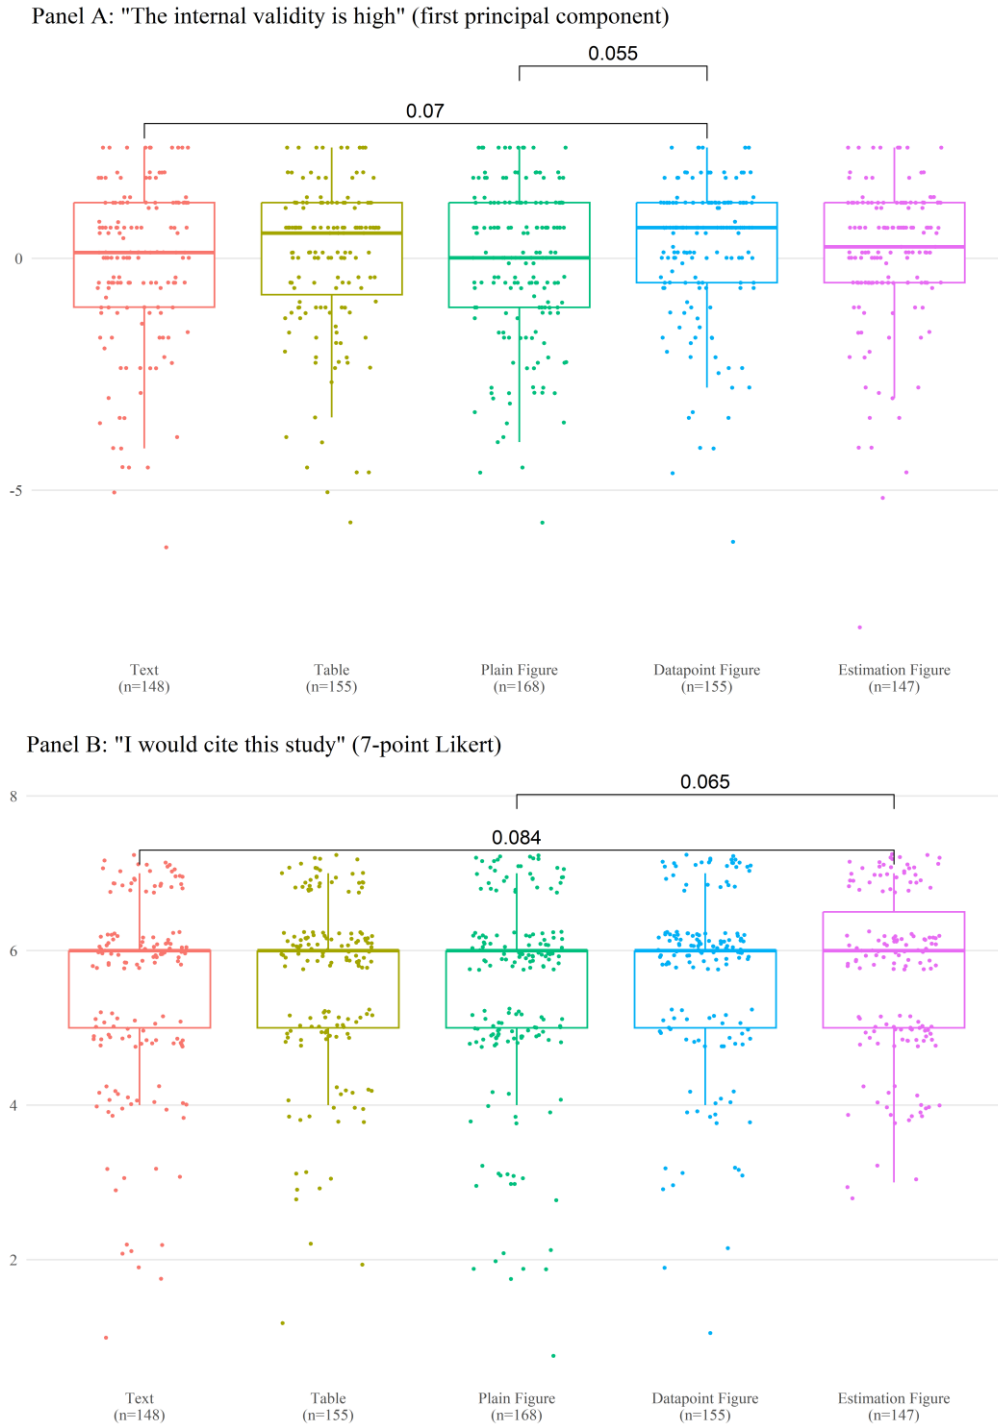 Panel A: "The internal validity is high" (first principal component)
0.055
0.07
0
-5
Text Table Plain Figure Datapoint Figure Estimation Figure
(n=148) (n=155) (n=168) (n=155) (n=147)
Panel B: "I would cite this study" (7-point Likert)
0.065
8
0.084
6
4
2
Text Table Plain Figure Datapoint Figure Estimation Figure
(n=148) (n=155) (n=168) (n=155) (n=147)